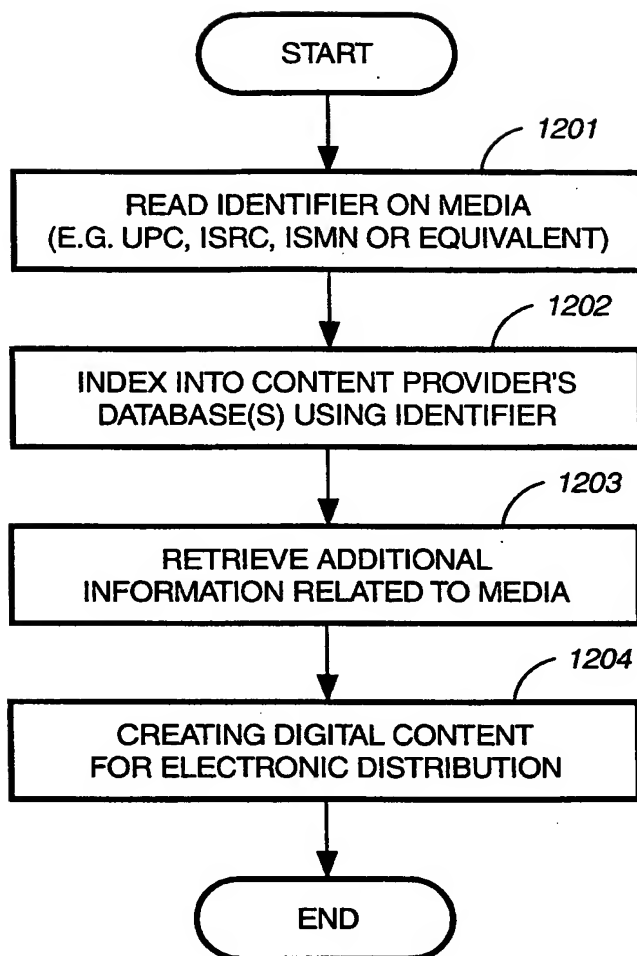 START
1201
READ IDENTIFIER ON MEDIA
(E.G. UPC, ISRC, ISMN OR EQUIVALENT)
1202
INDEX INTO CONTENT PROVIDER'S
DATABASE(S) USING IDENTIFIER
1203
RETRIEVE ADDITIONAL
INFORMATION RELATED TO MEDIA
1204
CREATING DIGITAL CONTENT
FOR ELECTRONIC DISTRIBUTION
END